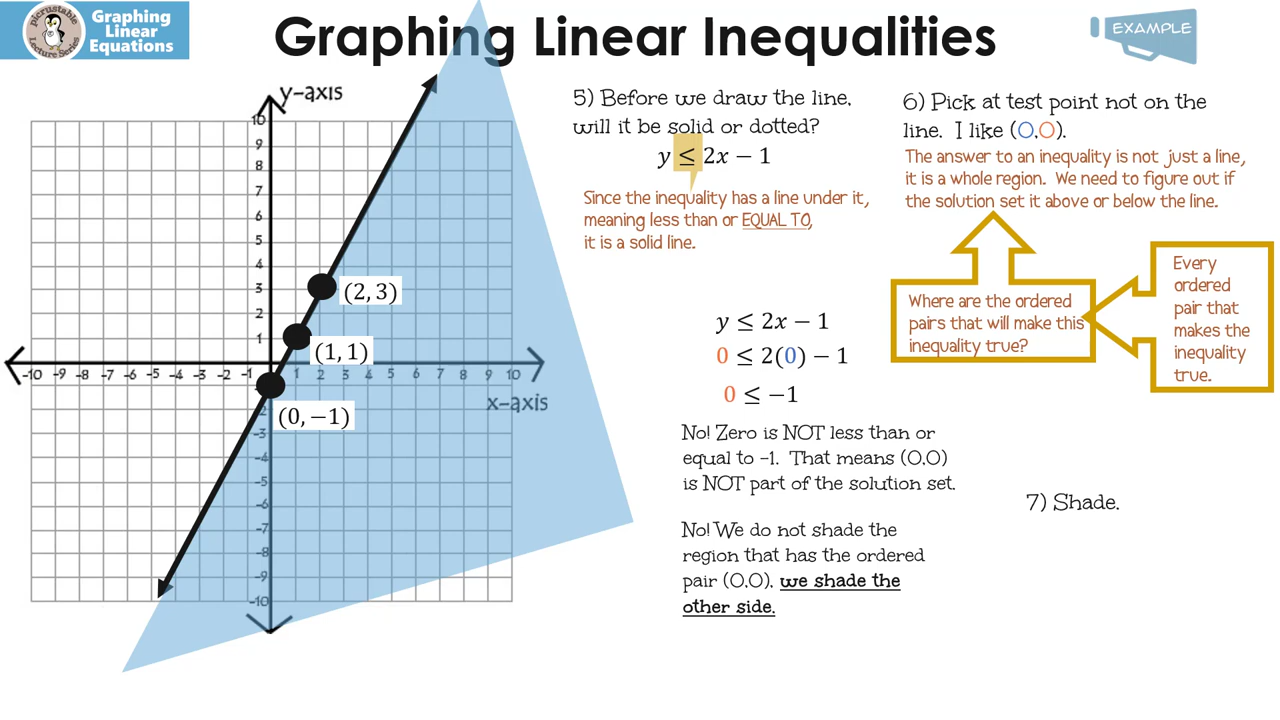 picrustable
Lecture Series
Graphing
Linear
Equations
Graphing Linear Inequalities
EXAMPLE
y-axis
10
9
8
7
6
5
4
3
2
1
-10 -9 -8 -7 -6 -5 -4 -3 -2 -1 1 2 3 4 5 6 7 8 9 10
x-axis
-2
-3
-4
-5
-6
-7
-8
-9
-10
(2, 3)
(1, 1)
(0, −1)
5) Before we draw the line,
will it be solid or dotted?
y ≤ 2x − 1
Since the inequality has a line under it,
meaning less than or EQUAL TO,
it is a solid line.
y ≤ 2x − 1
0 ≤ 2(0) − 1
0 ≤ −1
No! Zero is NOT less than or
equal to -1. That means (0,0)
is NOT part of the solution set.
No! We do not shade the
region that has the ordered
pair (0,0), we shade the
other side.
6) Pick at test point not on the
line. I like (0,0).
The answer to an inequality is not just a line,
it is a whole region. We need to figure out if
the solution set it above or below the line.
Where are the ordered
pairs that will make this
inequality true?
Every
ordered
pair that
makes the
inequality
true.
7) Shade.